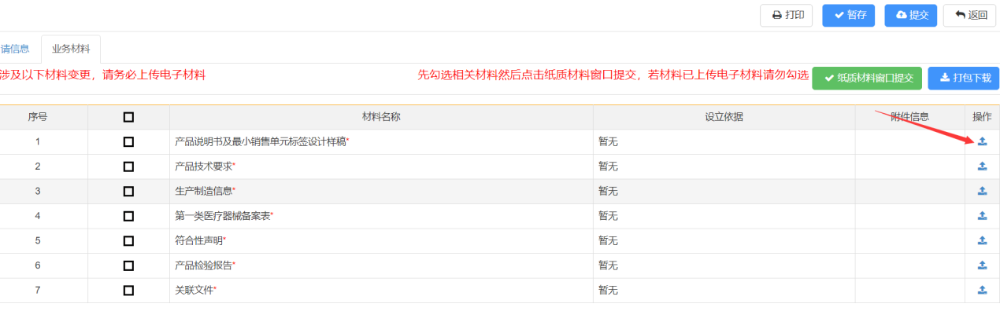 打印 暂存 提交 返回
请信息 业务材料
涉及以下材料变更，请务必上传电子材料 先勾选相关材料然后点击纸质材料窗口提交，若材料已上传电子材料请勿勾选 纸质材料窗口提交 打包下载
序号 材料名称 设立依据 附件信息 操作
1 产品说明书及最小销售单元标签设计样稿* 暂无
2 产品技术要求* 暂无
3 生产制造信息* 暂无
4 第一类医疗器械备案表* 暂无
5 符合性声明* 暂无
6 产品检验报告* 暂无
7 关联文件* 暂无